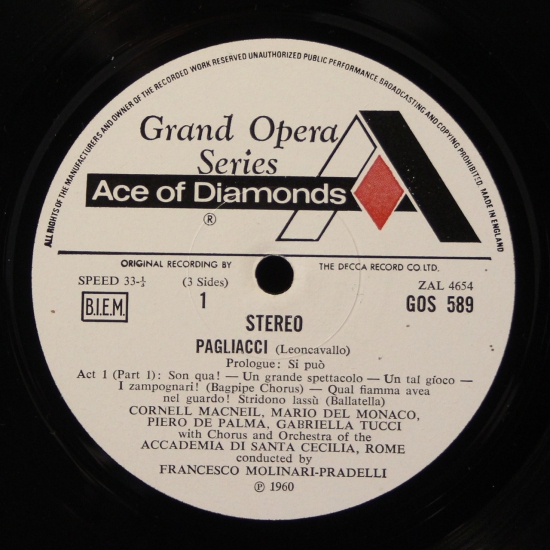 ALL RIGHTS OF THE MANUFACTURERS AND OWNER OF THE RECORDED WORK RESERVED UNAUTHORIZED PUBLIC PERFORMANCE BROADCASTING AND COPYING PROHIBITED MADE IN ENGLAND
Grand Opera
Series
Ace of Diamonds
®
ORIGINAL RECORDING BY THE DECCA RECORD CO. LTD.
SPEED 33-⅓ (3 Sides) ZAL 4654
B.I.E.M. 1 GOS 589
STEREO
PAGLIACCI (Leoncavallo)
Prologue: Si può
Act 1 (Part 1): Son qua! — Un grande spettacolo — Un tal gioco —
I zampognari! (Bagpipe Chorus) — Qual fiamma avea
nel guardo! Stridono lassù (Ballatella)
CORNELL MACNEIL, MARIO DEL MONACO,
PIERO DE PALMA, GABRIELLA TUCCI
with Chorus and Orchestra of the
ACCADEMIA DI SANTA CECILIA, ROME
conducted by
FRANCESCO MOLINARI-PRADELLI
℗ 1960